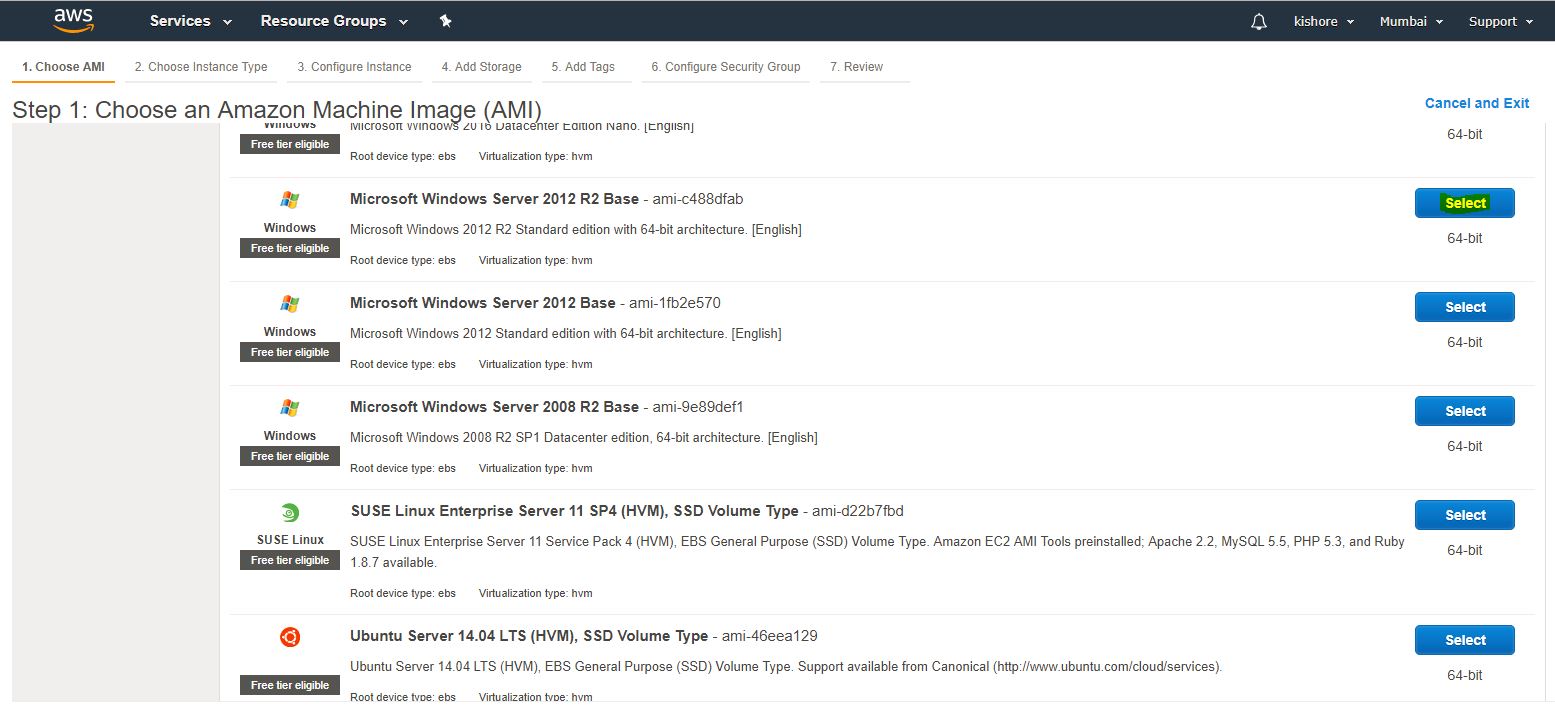 aws Services Resource Groups kishore Mumbai Support
1. Choose AMI 2. Choose Instance Type 3. Configure Instance 4. Add Storage 5. Add Tags 6. Configure Security Group 7. Review
Step 1: Choose an Amazon Machine Image (AMI) Cancel and Exit
Windows Microsoft Windows 2016 Datacenter Edition Nano. [English] 64-bit
Free tier eligible
Root device type: ebs Virtualization type: hvm
Microsoft Windows Server 2012 R2 Base - ami-c488dfab Select
Windows Microsoft Windows 2012 R2 Standard edition with 64-bit architecture. [English] 64-bit
Free tier eligible
Root device type: ebs Virtualization type: hvm
Microsoft Windows Server 2012 Base - ami-1fb2e570 Select
Windows Microsoft Windows 2012 Standard edition with 64-bit architecture. [English] 64-bit
Free tier eligible
Root device type: ebs Virtualization type: hvm
Microsoft Windows Server 2008 R2 Base - ami-9e89def1 Select
Windows Microsoft Windows 2008 R2 SP1 Datacenter edition, 64-bit architecture. [English] 64-bit
Free tier eligible
Root device type: ebs Virtualization type: hvm
SUSE Linux Enterprise Server 11 SP4 (HVM), SSD Volume Type - ami-d22b7fbd Select
SUSE Linux SUSE Linux Enterprise Server 11 Service Pack 4 (HVM), EBS General Purpose (SSD) Volume Type. Amazon EC2 AMI Tools preinstalled; Apache 2.2, MySQL 5.5, PHP 5.3, and Ruby 64-bit
Free tier eligible 1.8.7 available.
Root device type: ebs Virtualization type: hvm
Ubuntu Server 14.04 LTS (HVM), SSD Volume Type - ami-46eea129 Select
Ubuntu Server 14.04 LTS (HVM), EBS General Purpose (SSD) Volume Type. Support available from Canonical (http://www.ubuntu.com/cloud/services). 64-bit
Free tier eligible
Root device type: ebs Virtualization type: hvm